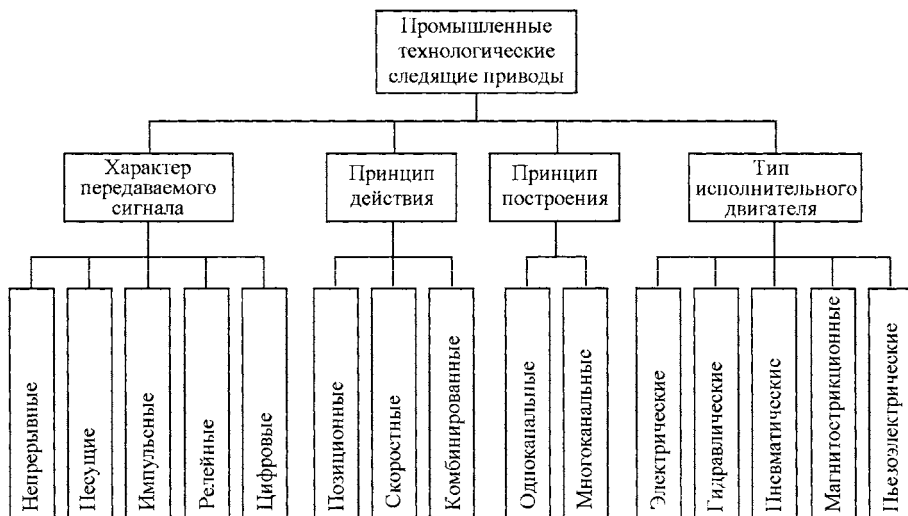 Промышленные
технологические
следящие приводы
Характер
передаваемого
сигнала
Принцип
действия
Принцип
построения
Тип
исполнительного
двигателя
Непрерывные
Несущие
Импульсные
Релейные
Цифровые
Позиционные
Скоростные
Комбинированные
Одноканальные
Многоканальные
Электрические
Гидравлические
Пневматические
Магнитострикционные
Пьезоэлектрические